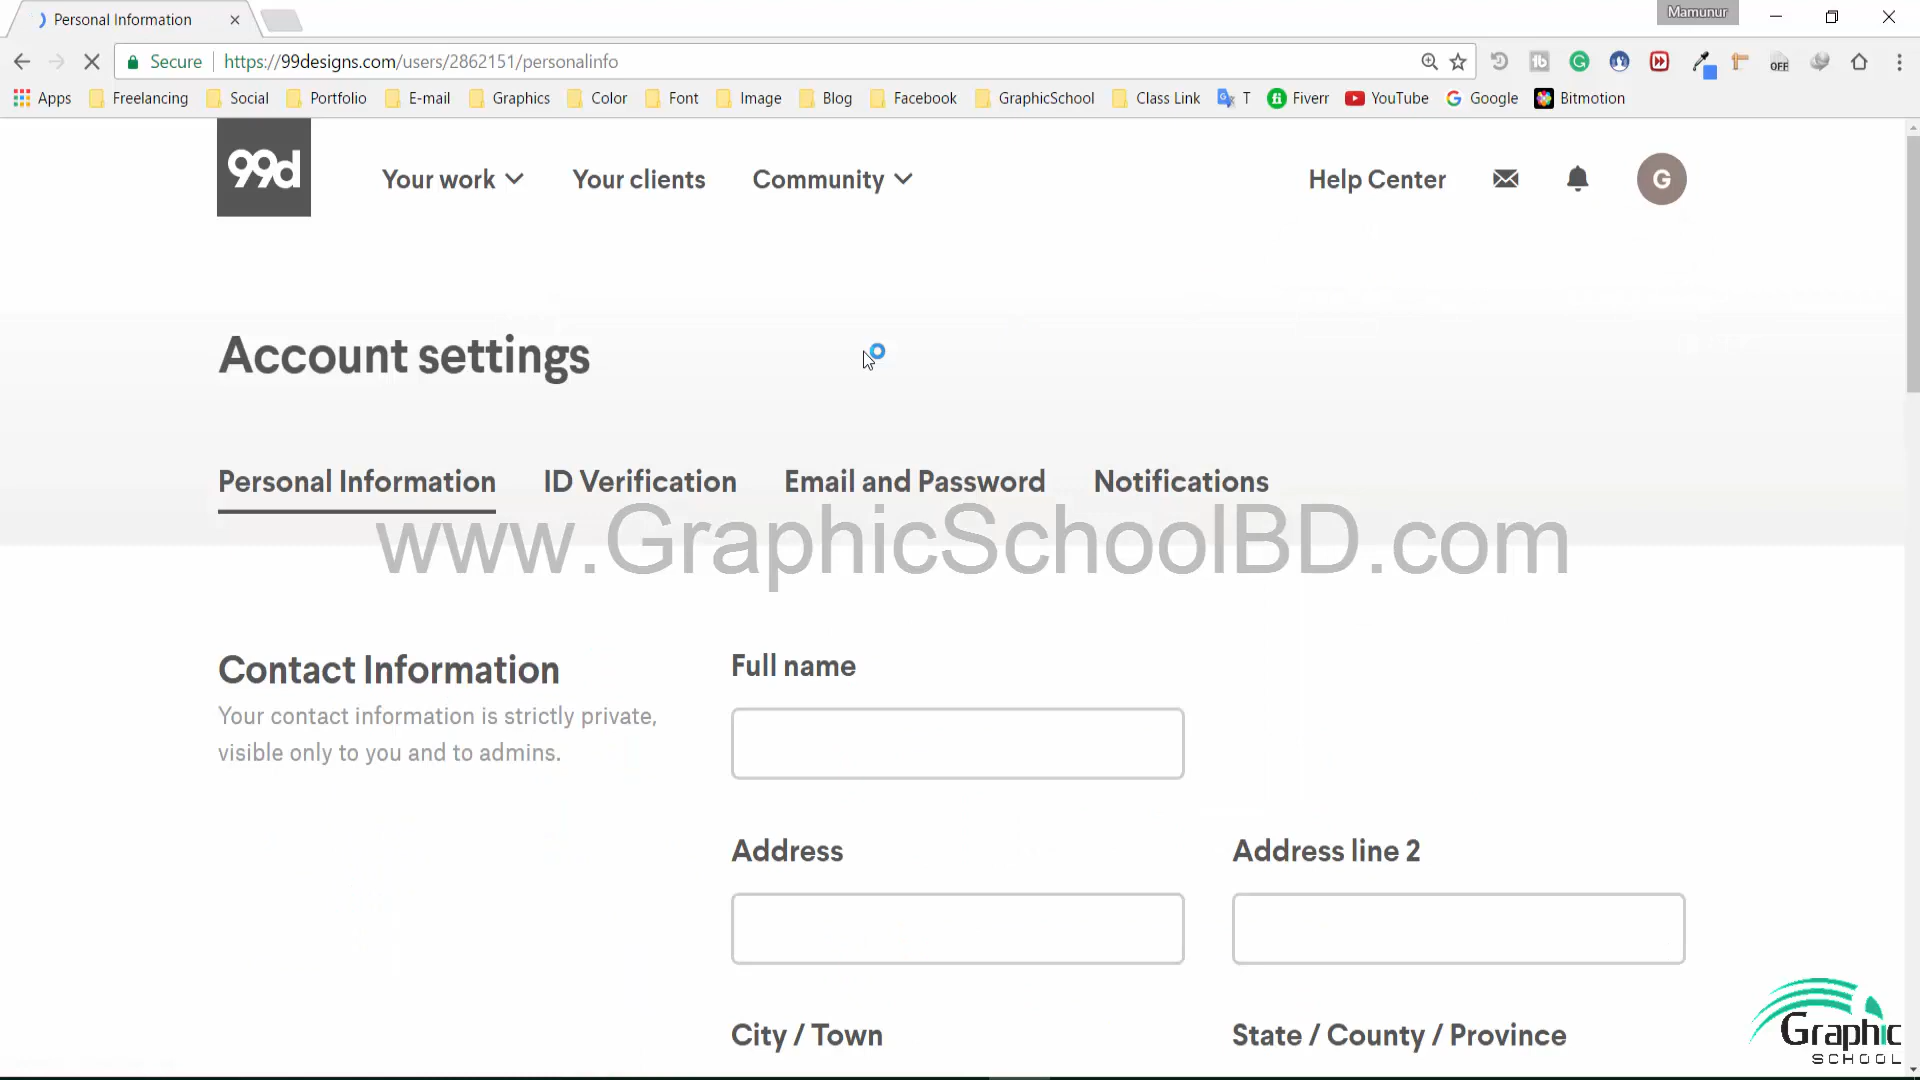 Personal Information
Mamunur
Secure
https://99designs.com/users/2862151/personalinfo
Apps
Freelancing
Social
Portfolio
E-mail
Graphics
Color
Font
Image
Blog
Facebook
GraphicSchool
Class Link
T
Fiverr
YouTube
Google
Bitmotion
OFF
99d
Your work
Your clients
Community
Help Center
G
Account settings
Personal Information
ID Verification
Email and Password
Notifications
www.GraphicSchoolBD.com
Contact Information
Your contact information is strictly private,
visible only to you and to admins.
Full name
Address
Address line 2
City / Town
State / County / Province
Graphic
SCHOOL